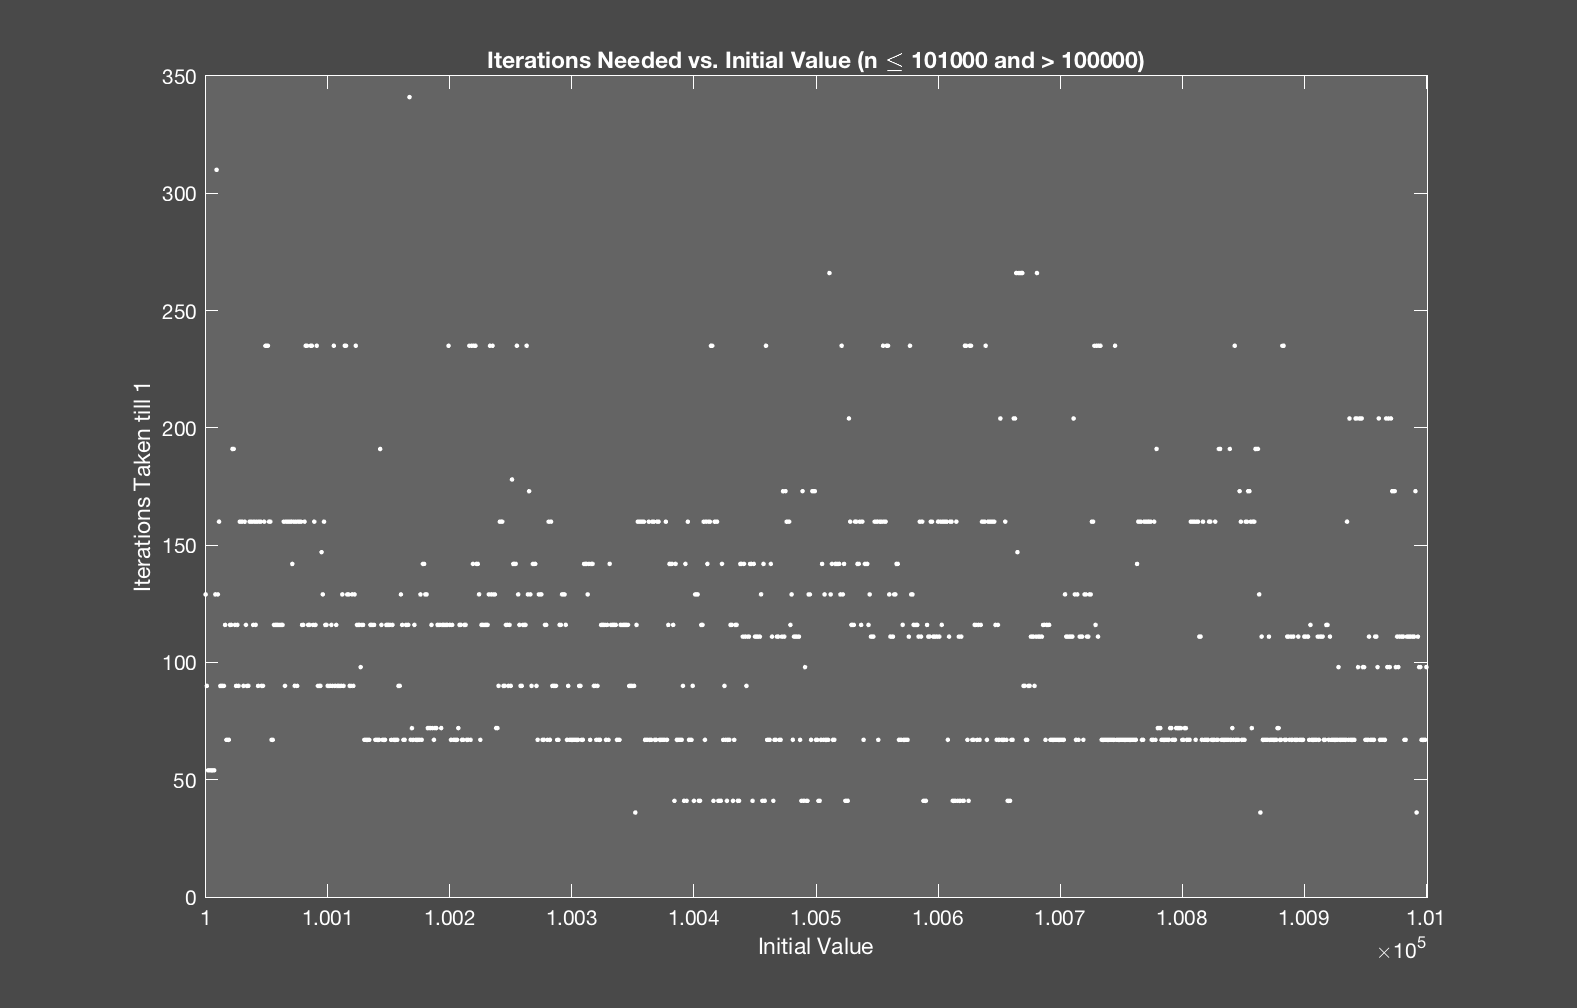 Iterations Needed vs. Initial Value (n ≤ 101000 and > 100000)
350
300
250
200
150
100
50
0
Iterations Taken till 1
1 1.001 1.002 1.003 1.004 1.005 1.006 1.007 1.008 1.009 1.01
Initial Value
×10⁵